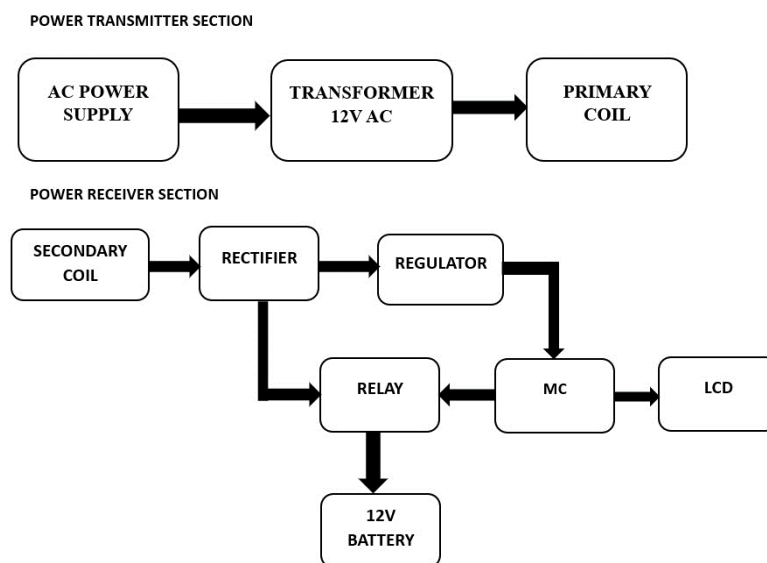 POWER TRANSMITTER SECTION
AC POWER
SUPPLY
TRANSFORMER
12V AC
PRIMARY
COIL
POWER RECEIVER SECTION
SECONDARY
COIL
RECTIFIER
REGULATOR
RELAY
MC
LCD
12V
BATTERY